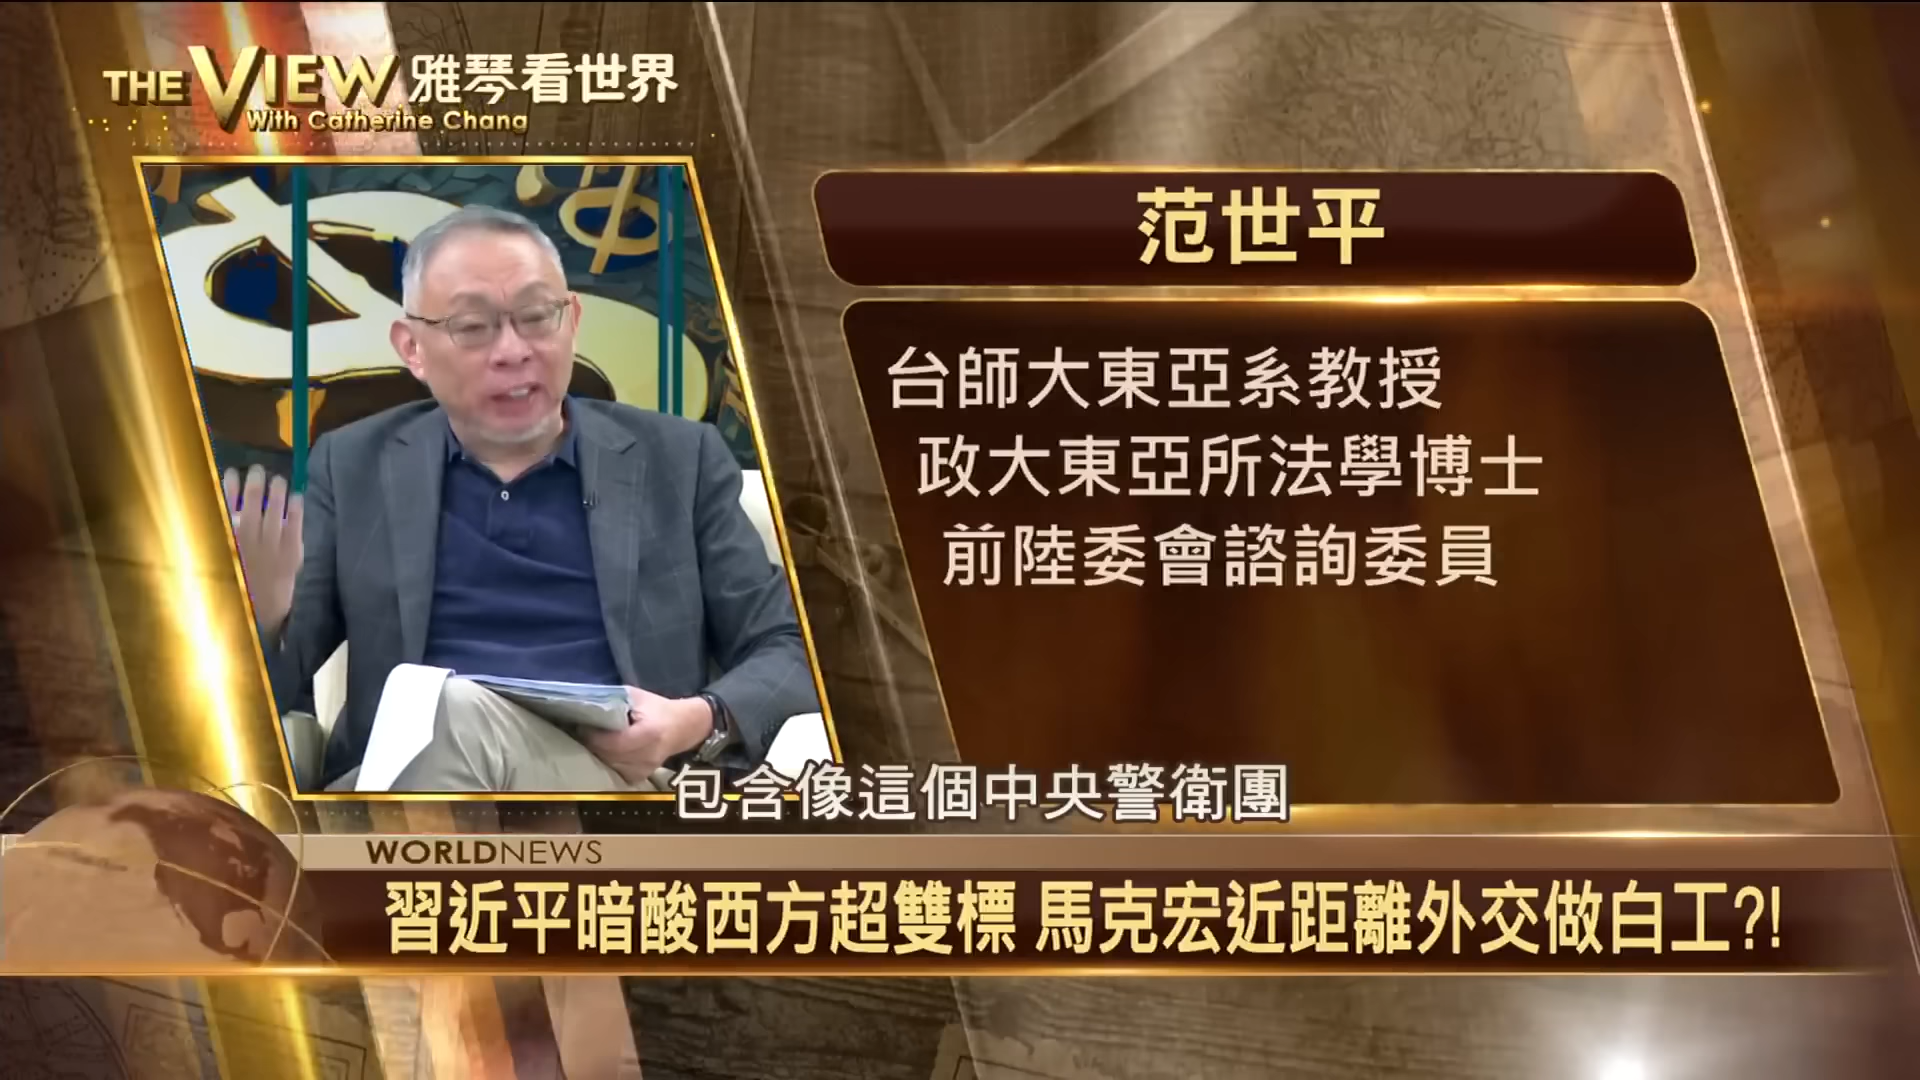 THE VIEW 雅琴看世界
With Catherine Chang
范世平
台師大東亞系教授
政大東亞所法學博士
前陸委會諮詢委員
包含像這個中央警衛團
WORLDNEWS
習近平暗酸西方超雙標 馬克宏近距離外交做白工?!